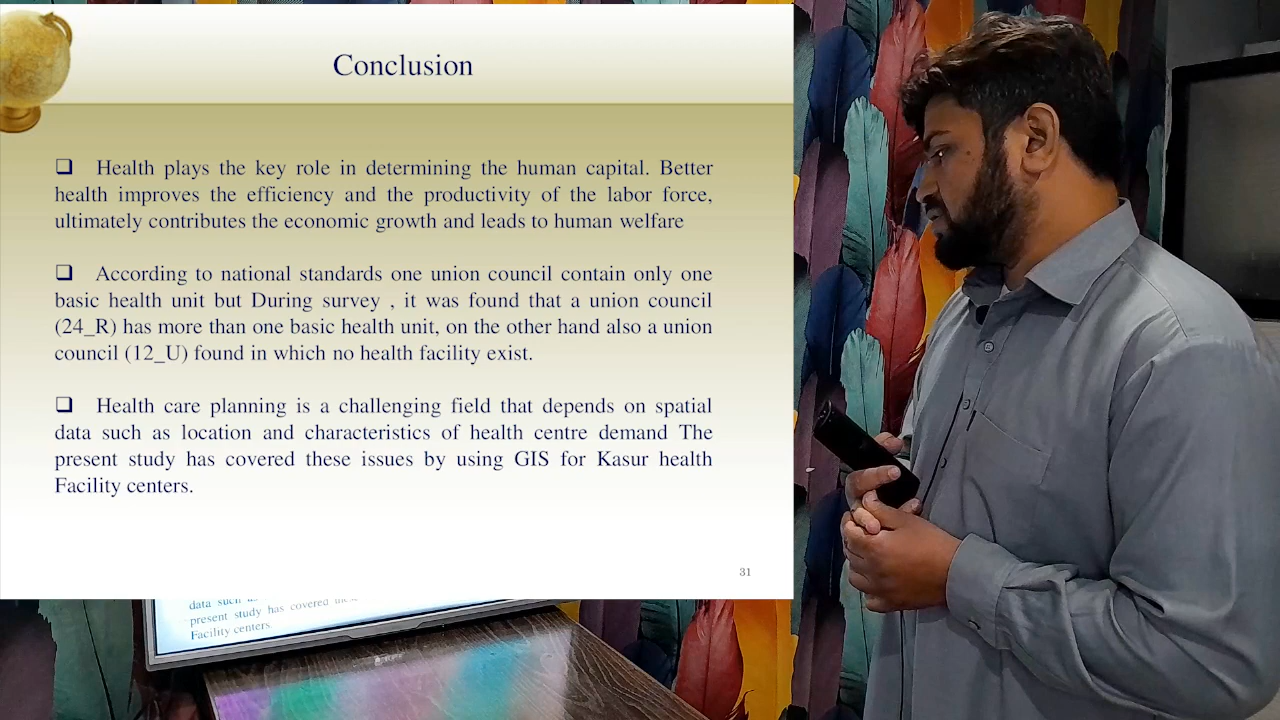 Conclusion
❑ Health plays the key role in determining the human capital. Better
health improves the efficiency and the productivity of the labor force,
ultimately contributes the economic growth and leads to human welfare
❑ According to national standards one union council contain only one
basic health unit but During survey , it was found that a union council
(24_R) has more than one basic health unit, on the other hand also a union
council (12_U) found in which no health facility exist.
❑ Health care planning is a challenging field that depends on spatial
data such as location and characteristics of health centre demand The
present study has covered these issues by using GIS for Kasur health
Facility centers.
31
data such
present study has covered
Facility centers